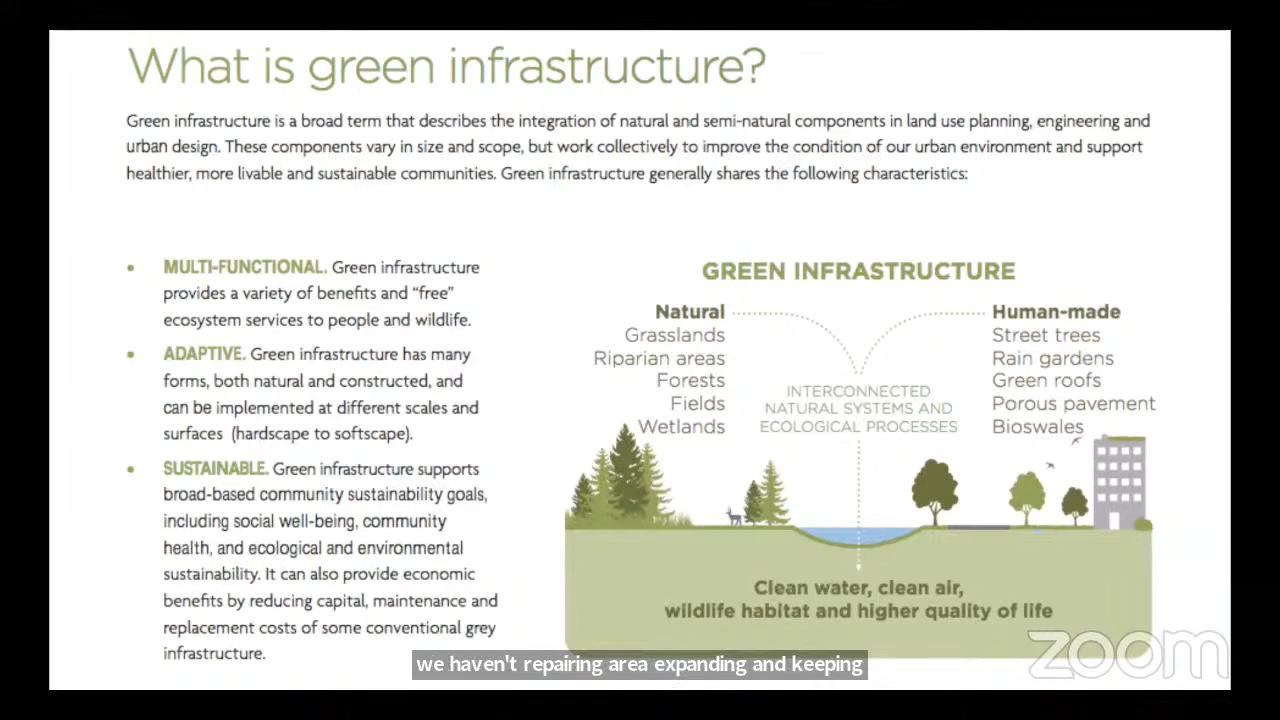 What is green infrastructure?
Green infrastructure is a broad term that describes the integration of natural and semi-natural components in land use planning, engineering and
urban design. These components vary in size and scope, but work collectively to improve the condition of our urban environment and support
healthier, more livable and sustainable communities. Green infrastructure generally shares the following characteristics:
• MULTI-FUNCTIONAL. Green infrastructure
provides a variety of benefits and “free”
ecosystem services to people and wildlife.
• ADAPTIVE. Green infrastructure has many
forms, both natural and constructed, and
can be implemented at different scales and
surfaces (hardscape to softscape).
• SUSTAINABLE. Green infrastructure supports
broad-based community sustainability goals,
including social well-being, community
health, and ecological and environmental
sustainability. It can also provide economic
benefits by reducing capital, maintenance and
replacement costs of some conventional grey
infrastructure.
GREEN INFRASTRUCTURE
Natural
Grasslands
Riparian areas
Forests
Fields
Wetlands
INTERCONNECTED
NATURAL SYSTEMS AND
ECOLOGICAL PROCESSES
Human-made
Street trees
Rain gardens
Green roofs
Porous pavement
Bioswales
Clean water, clean air,
wildlife habitat and higher quality of life
we haven't repairing area expanding and keeping
zoom